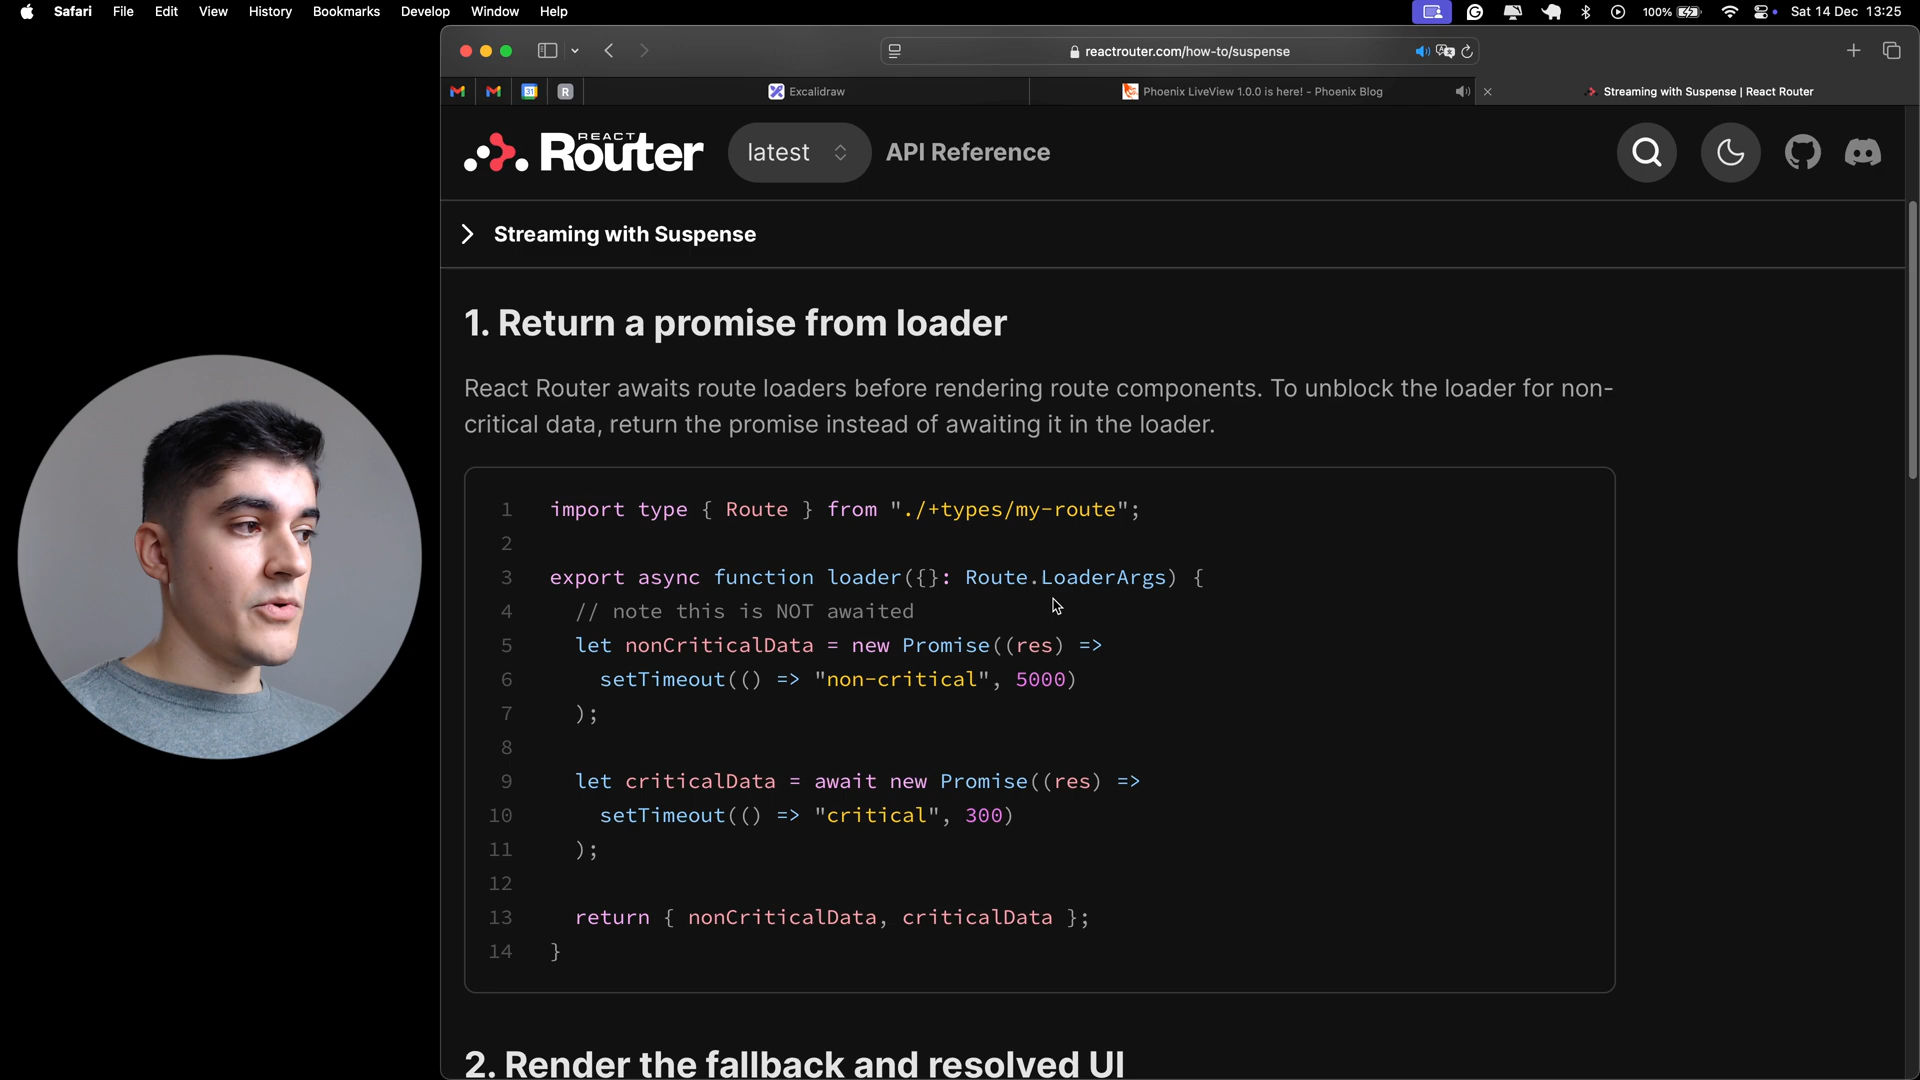 Safari File Edit View History Bookmarks Develop Window Help 100% Sat 14 Dec 13:25
reactrouter.com/how-to/suspense
31 R Excalidraw Phoenix LiveView 1.0.0 is here! - Phoenix Blog Streaming with Suspense | React Router
REACT Router latest API Reference
Streaming with Suspense
1. Return a promise from loader
React Router awaits route loaders before rendering route components. To unblock the loader for non-
critical data, return the promise instead of awaiting it in the loader.
1 import type { Route } from "./+types/my-route";
2
3 export async function loader({}: Route.LoaderArgs) {
4 // note this is NOT awaited
5 let nonCriticalData = new Promise((res) =>
6 setTimeout(() => "non-critical", 5000)
7 );
8
9 let criticalData = await new Promise((res) =>
10 setTimeout(() => "critical", 300)
11 );
12
13 return { nonCriticalData, criticalData };
14 }
2. Render the fallback and resolved UI